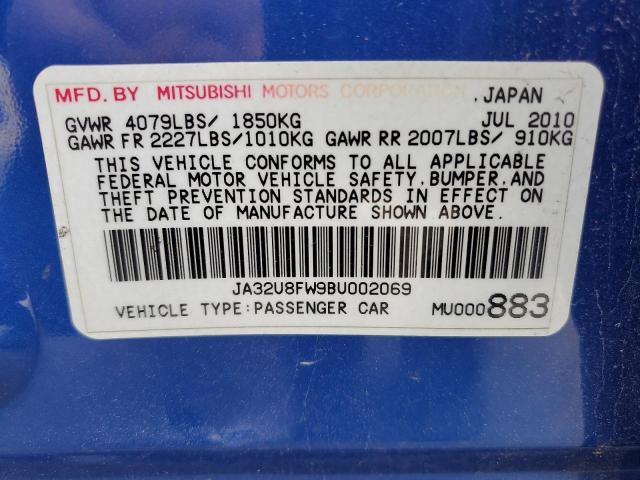 MFD. BY MITSUBISHI MOTORS CORPORATION, JAPAN
GVWR 4079LBS/ 1850KG JUL 2010
GAWR FR 2227LBS/1010KG GAWR RR 2007LBS/ 910KG
THIS VEHICLE CONFORMS TO ALL APPLICABLE
FEDERAL MOTOR VEHICLE SAFETY, BUMPER, AND
THEFT PREVENTION STANDARDS IN EFFECT ON
THE DATE OF MANUFACTURE SHOWN ABOVE.
JA32U8FW9BU002069
VEHICLE TYPE: PASSENGER CAR MU000883